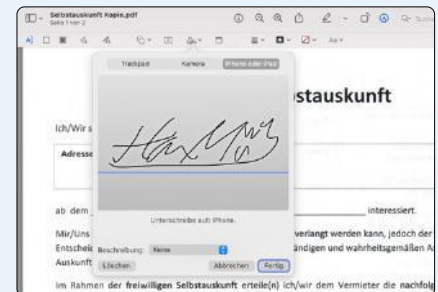 Selbstauskunft Kopie.pdf
Seite 1 von 2
Trackpad Kamera iPhone oder iPad
stauskunft
Ich/Wir s
Adresse
Unterschreibe auf: iPhone.
ab dem interessiert.
Beschreibung: Keine
Mir/Uns verlangt werden kann, jedoch der
Entscheid ändigen und wahrheitsgemäßen A
Löschen Abbrechen Fertig
Auskunft
Im Rahmen der freiwilligen Selbstauskunft erteile(n) ich/wir dem Vermieter die nachfolg